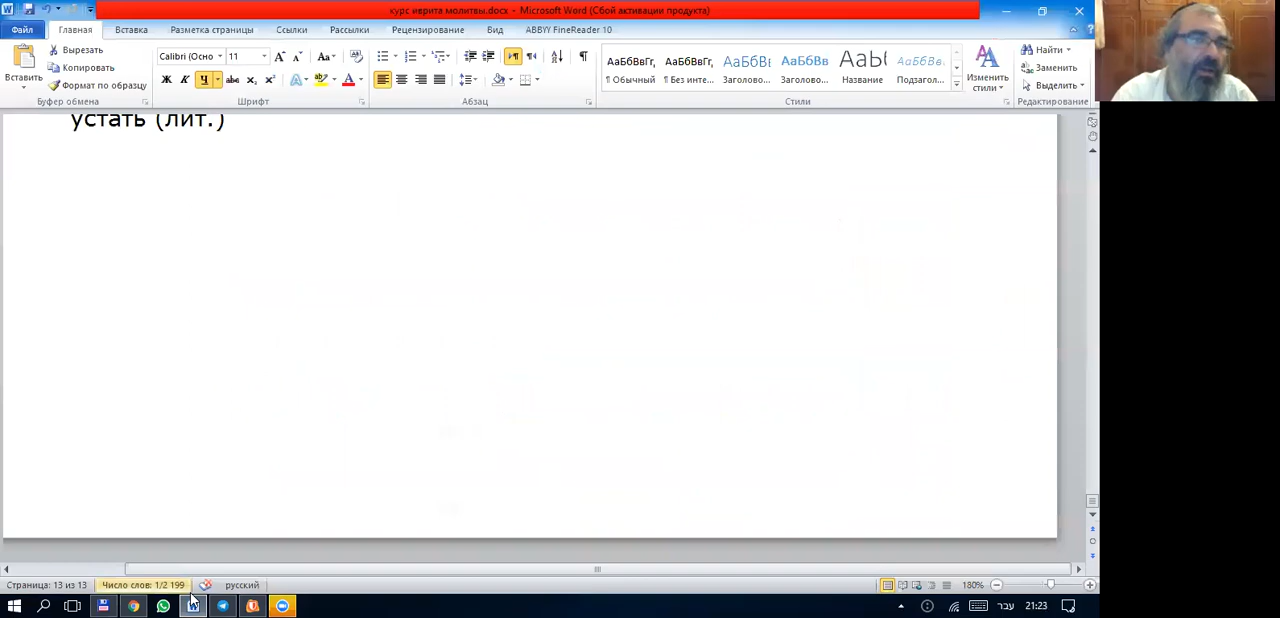 курс иврита молитвы.docx - Microsoft Word (Сбой активации продукта)
Файл Главная Вставка Разметка страницы Ссылки Рассылки Рецензирование Вид ABBYY FineReader 10
Вставить
Вырезать
Копировать
Формат по образцу
Буфер обмена
Calibri (Осно 11
Шрифт
Абзац
АаБбВвГг, АаБбВвГг, АаБбВі АаБбВв АаБб АаБбВвГг
¶ Обычный ¶ Без инте... Заголово... Заголово... Название Подзагол...
Стили
Изменить стили
Найти
Заменить
Выделить
Редактирование
устать (лит.)
Страница: 13 из 13 Число слов: 1/2 199 русский 180%
עבר 21:23